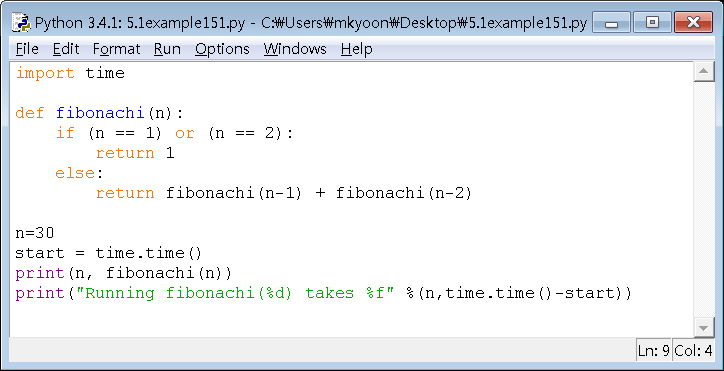 Python 3.4.1: 5.1example151.py - C:₩Users₩mkyoon₩Desktop₩5.1example151.py
File Edit Format Run Options Windows Help
import time
def fibonachi(n):
    if (n == 1) or (n == 2):
        return 1
    else:
        return fibonachi(n-1) + fibonachi(n-2)
n=30
start = time.time()
print(n, fibonachi(n))
print("Running fibonachi(%d) takes %f" %(n,time.time()-start))
Ln: 9 Col: 4